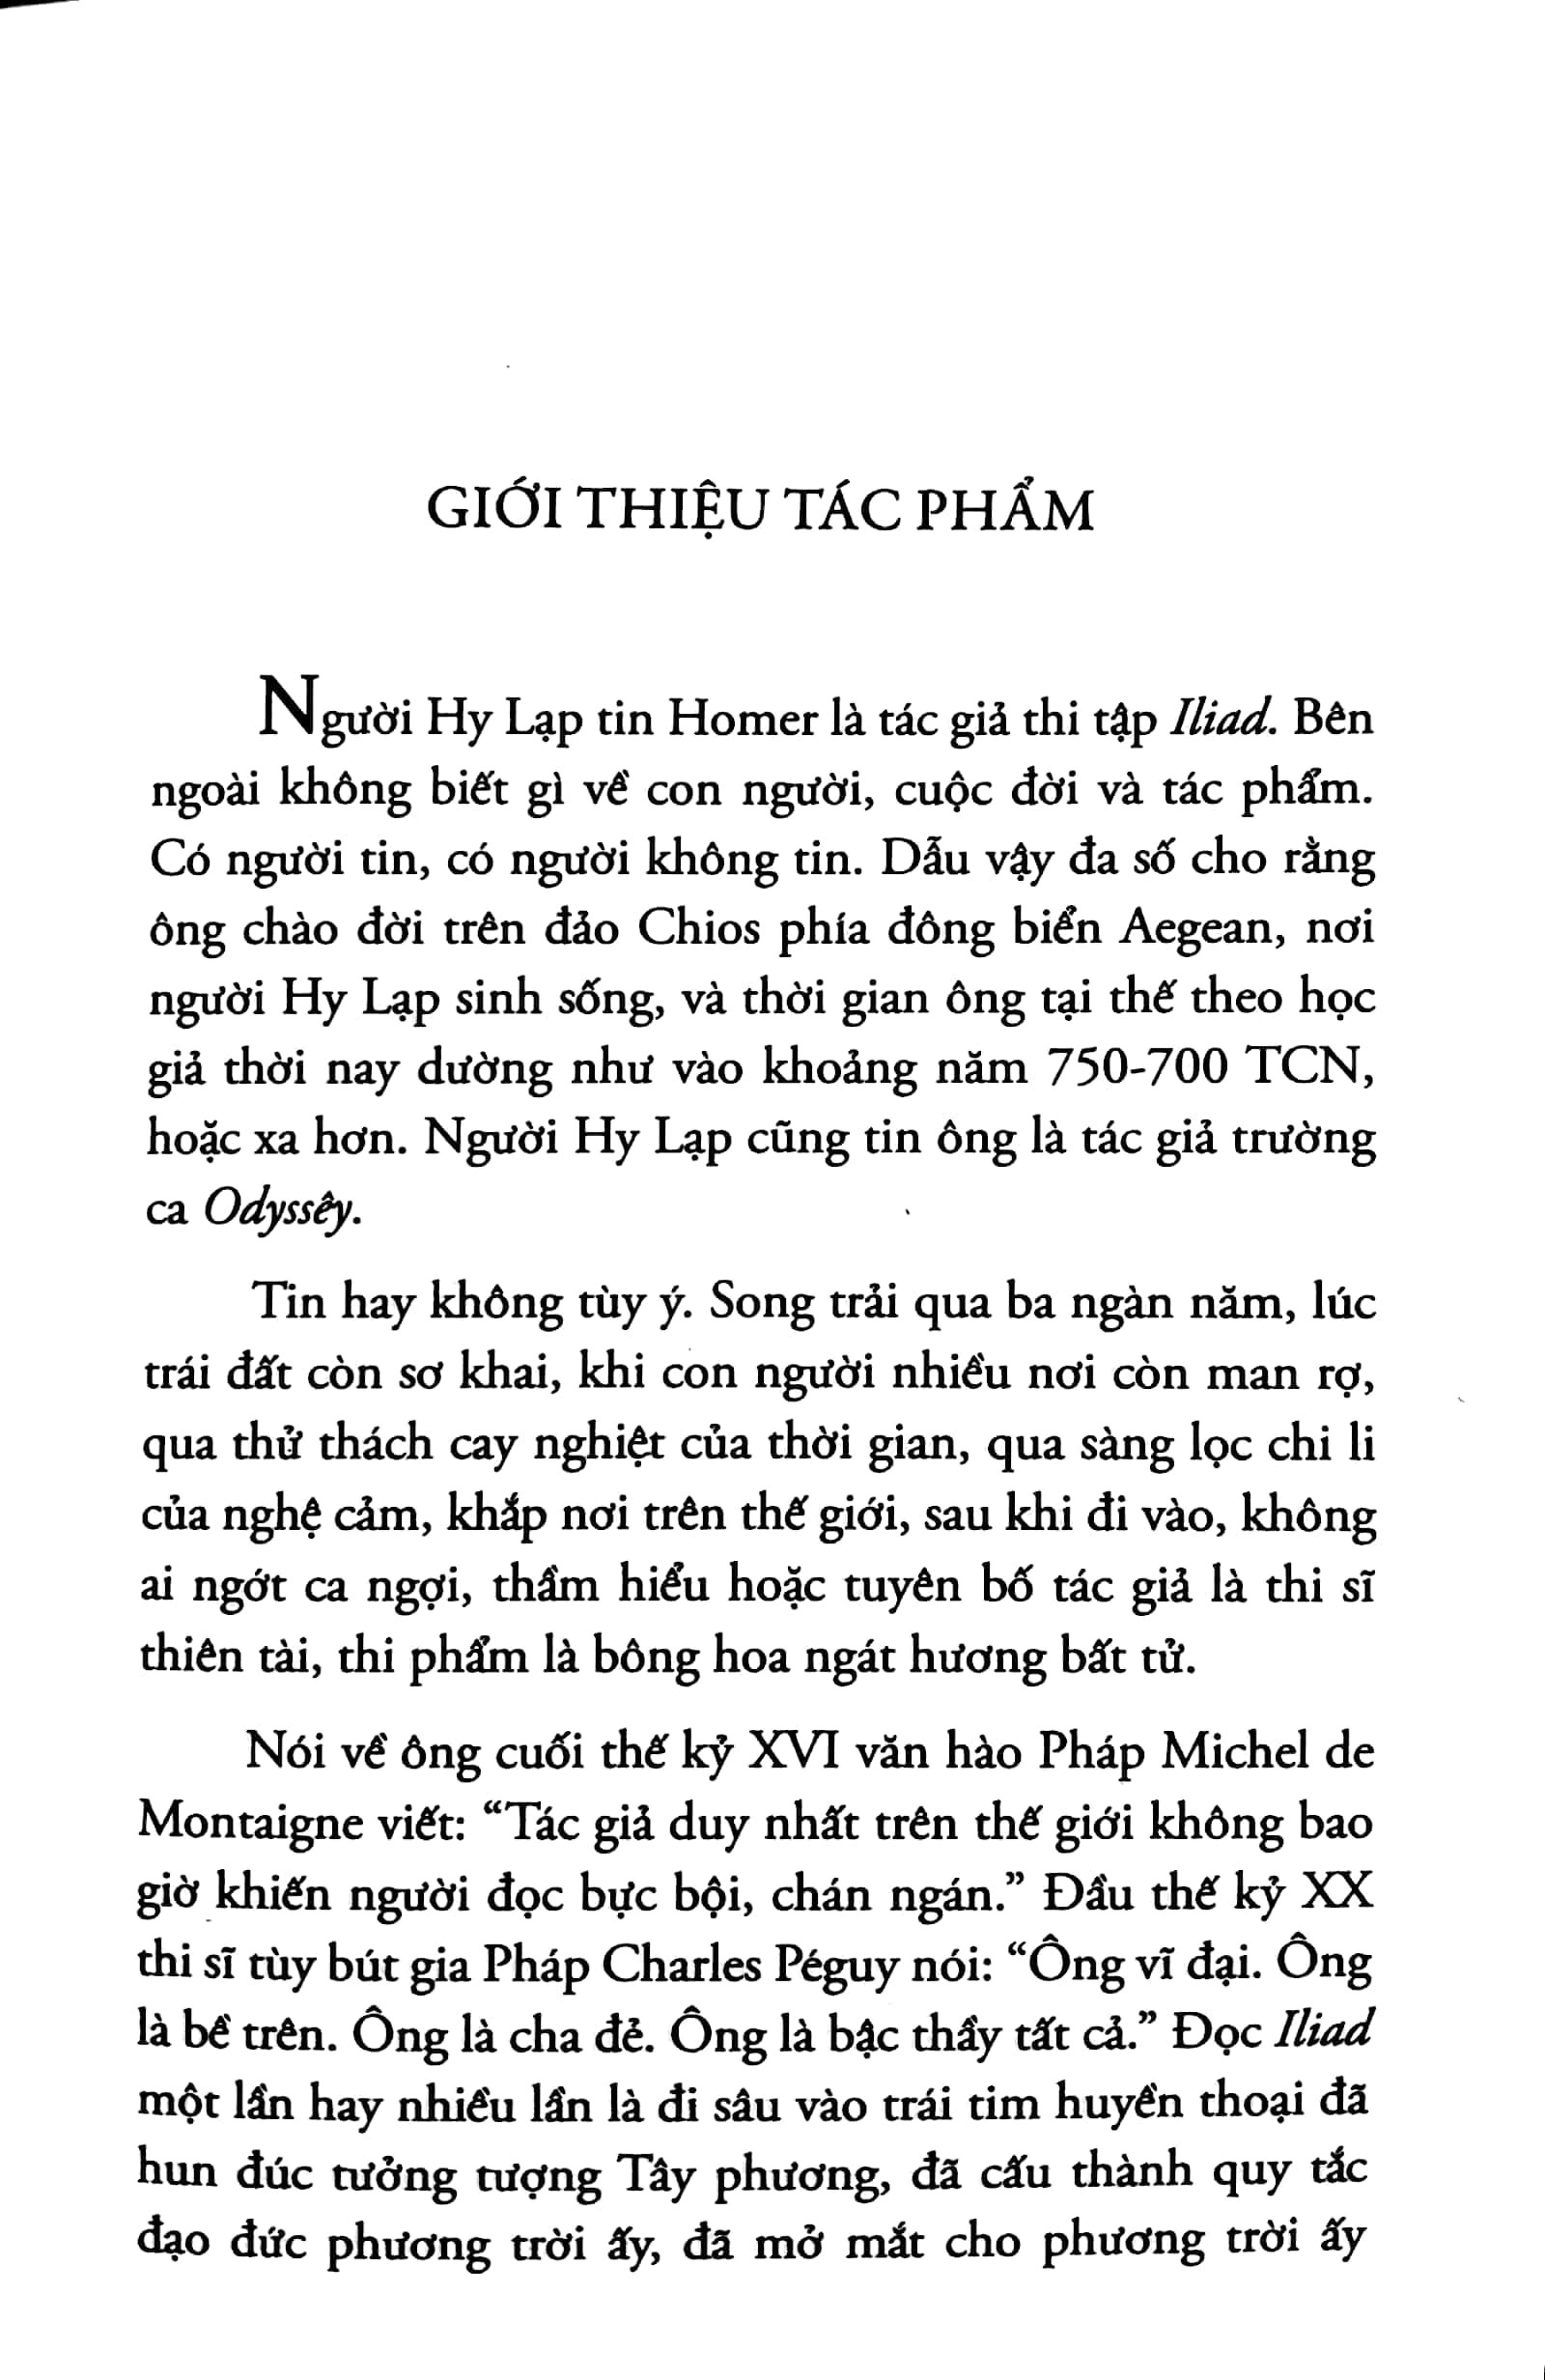 GIỚI THIỆU TÁC PHẨM
Người Hy Lạp tin Homer là tác giả thi tập Iliad. Bên
ngoài không biết gì về con người, cuộc đời và tác phẩm.
Có người tin, có người không tin. Dẫu vậy đa số cho rằng
ông chào đời trên đảo Chios phía đông biển Aegean, nơi
người Hy Lạp sinh sống, và thời gian ông tại thế theo học
giả thời nay dường như vào khoảng năm 750-700 TCN,
hoặc xa hơn. Người Hy Lạp cũng tin ông là tác giả trường
ca Odyssêy.
Tin hay không tùy ý. Song trải qua ba ngàn năm, lúc
trái đất còn sơ khai, khi con người nhiều nơi còn man rợ,
qua thử thách cay nghiệt của thời gian, qua sàng lọc chi li
của nghệ cảm, khắp nơi trên thế giới, sau khi đi vào, không
ai ngớt ca ngợi, thầm hiểu hoặc tuyên bố tác giả là thi sĩ
thiên tài, thi phẩm là bông hoa ngát hương bất tử.
Nói về ông cuối thế kỷ XVI văn hào Pháp Michel de
Montaigne viết: “Tác giả duy nhất trên thế giới không bao
giờ khiến người đọc bực bội, chán ngán.” Đầu thế kỷ XX
thi sĩ tùy bút gia Pháp Charles Péguy nói: “Ông vĩ đại. Ông
là bề trên. Ông là cha đẻ. Ông là bậc thầy tất cả.” Đọc Iliad
một lần hay nhiều lần là đi sâu vào trái tim huyền thoại đã
hun đúc tưởng tượng Tây phương, đã cấu thành quy tắc
đạo đức phương trời ấy, đã mở mắt cho phương trời ấy